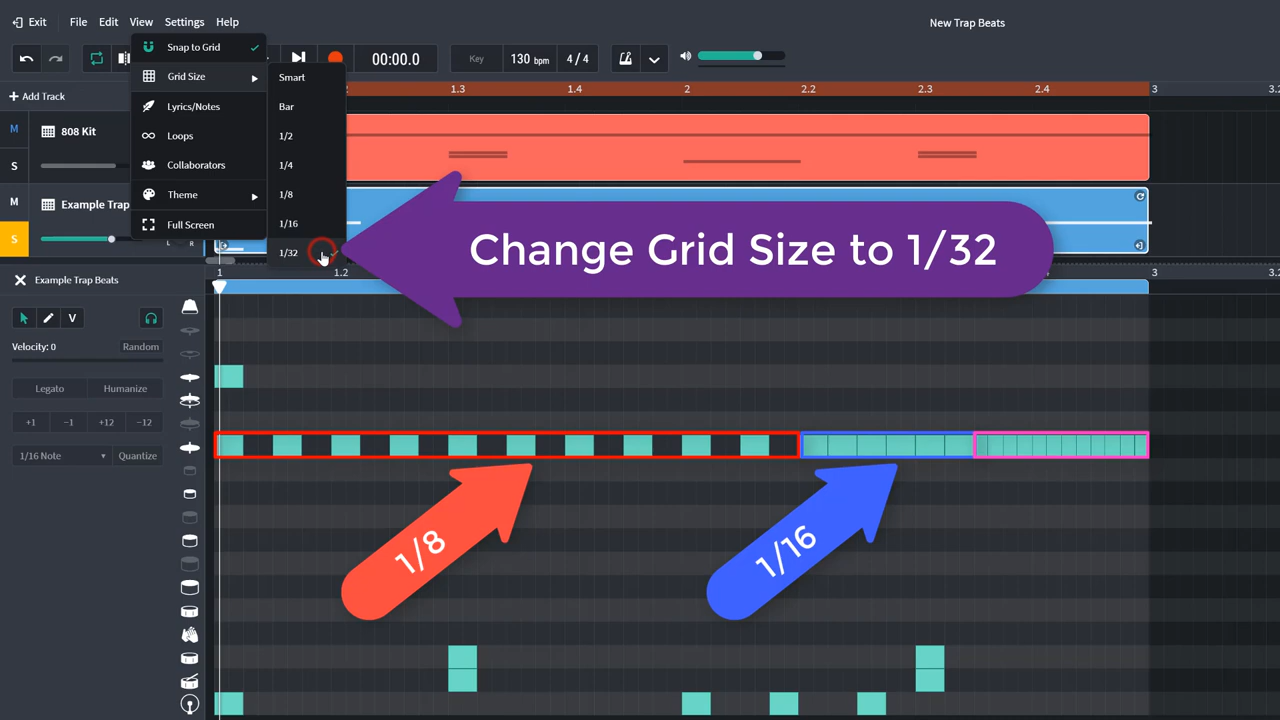 Exit File Edit View Settings Help New Trap Beats
00:00.0 Key 130 bpm 4/4
Snap to Grid
Grid Size
Lyrics/Notes
Loops
Collaborators
Theme
Full Screen
Smart
Bar
1/2
1/4
1/8
1/16
1/32
Add Track
1.3 1.4 2 2.2 2.3 2.4 3 3.2
M 808 Kit
S
M Example Trap
S
L R
Change Grid Size to 1/32
1 1.2 3 3.2
Example Trap Beats
V
Velocity: 0 Random
Legato Humanize
+1 −1 +12 −12
1/16 Note Quantize
1/8
1/16